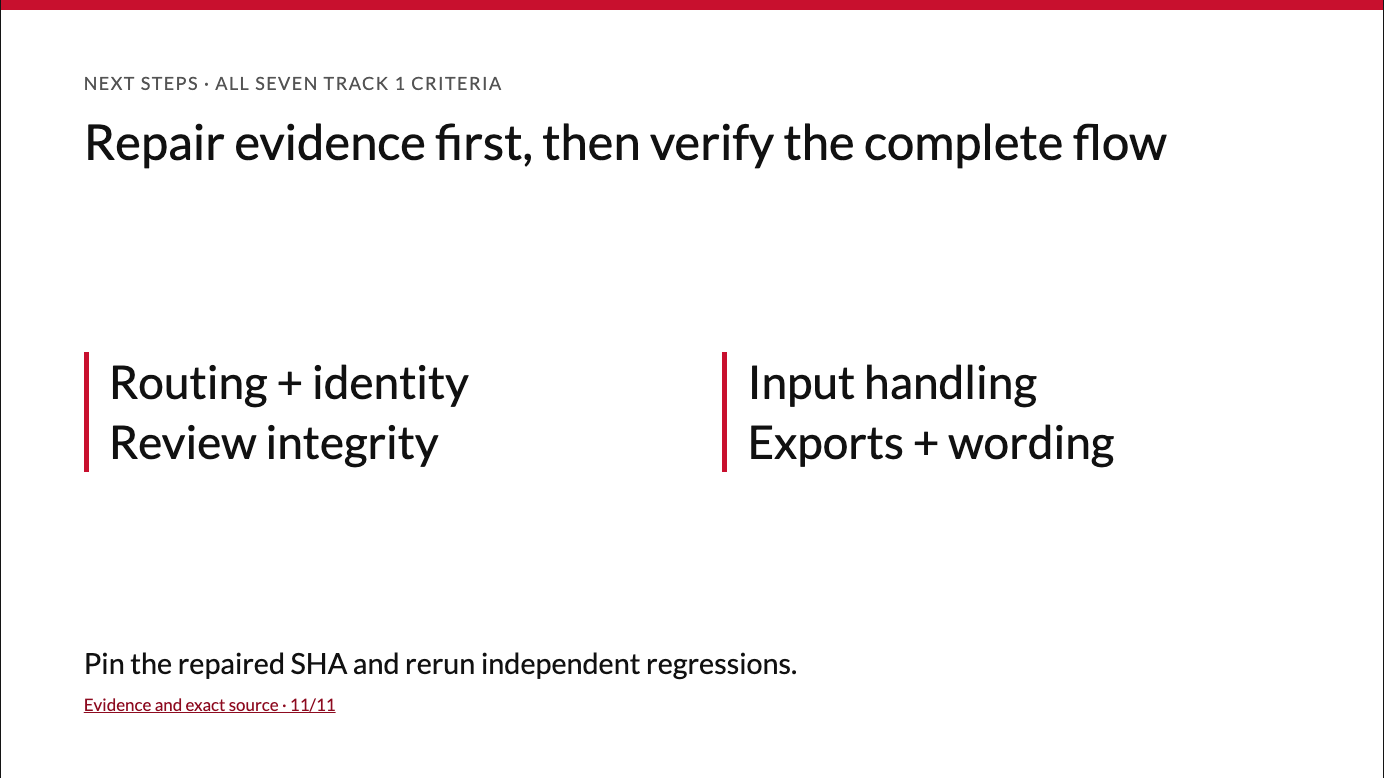 NEXT STEPS · ALL SEVEN TRACK 1 CRITERIA
Repair evidence first, then verify the complete flow
Routing + identity
Review integrity
Input handling
Exports + wording
Pin the repaired SHA and rerun independent regressions.
Evidence and exact source · 11/11